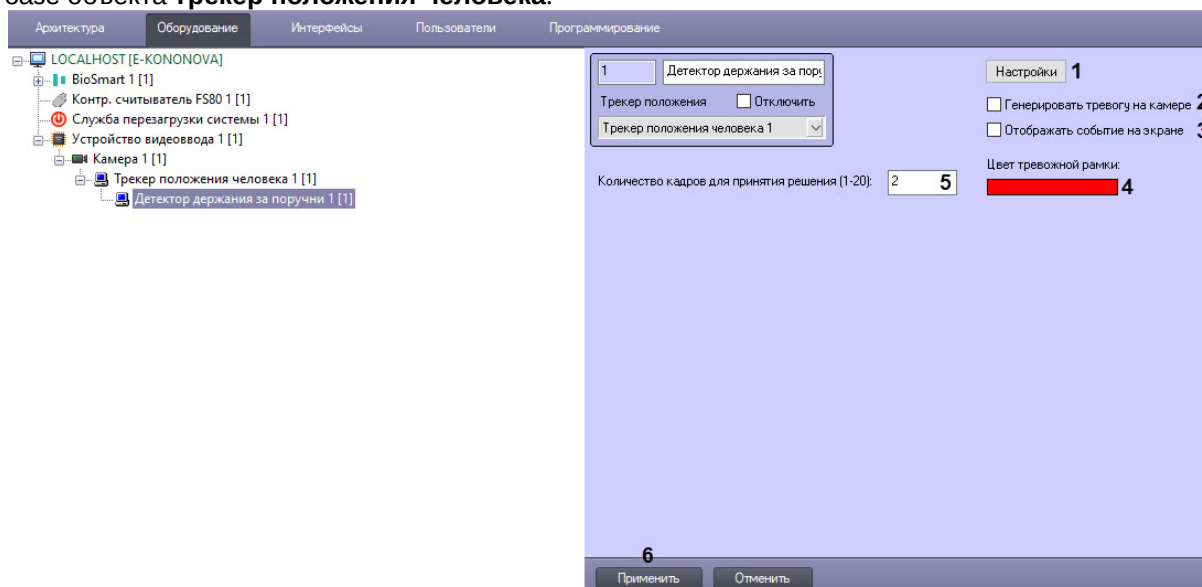 базе объекта Трекер положения человека.
Архитектура Оборудование Интерфейсы Пользователи Программирование
LOCALHOST [E-KONONOVA]
BioSmart 1 [1]
Контр. считыватель FS80 1 [1]
Служба перезагрузки системы 1 [1]
Устройство видеоввода 1 [1]
Камера 1 [1]
Трекер положения человека 1 [1]
Детектор держания за поручни 1 [1]
1 Детектор держания за пору
Трекер положения Отключить
Трекер положения человека 1
Количество кадров для принятия решения (1-20): 2 5
Настройки 1
Генерировать тревогу на камере 2
Отображать событие на экране 3
Цвет тревожной рамки:
4
6
Применить Отменить